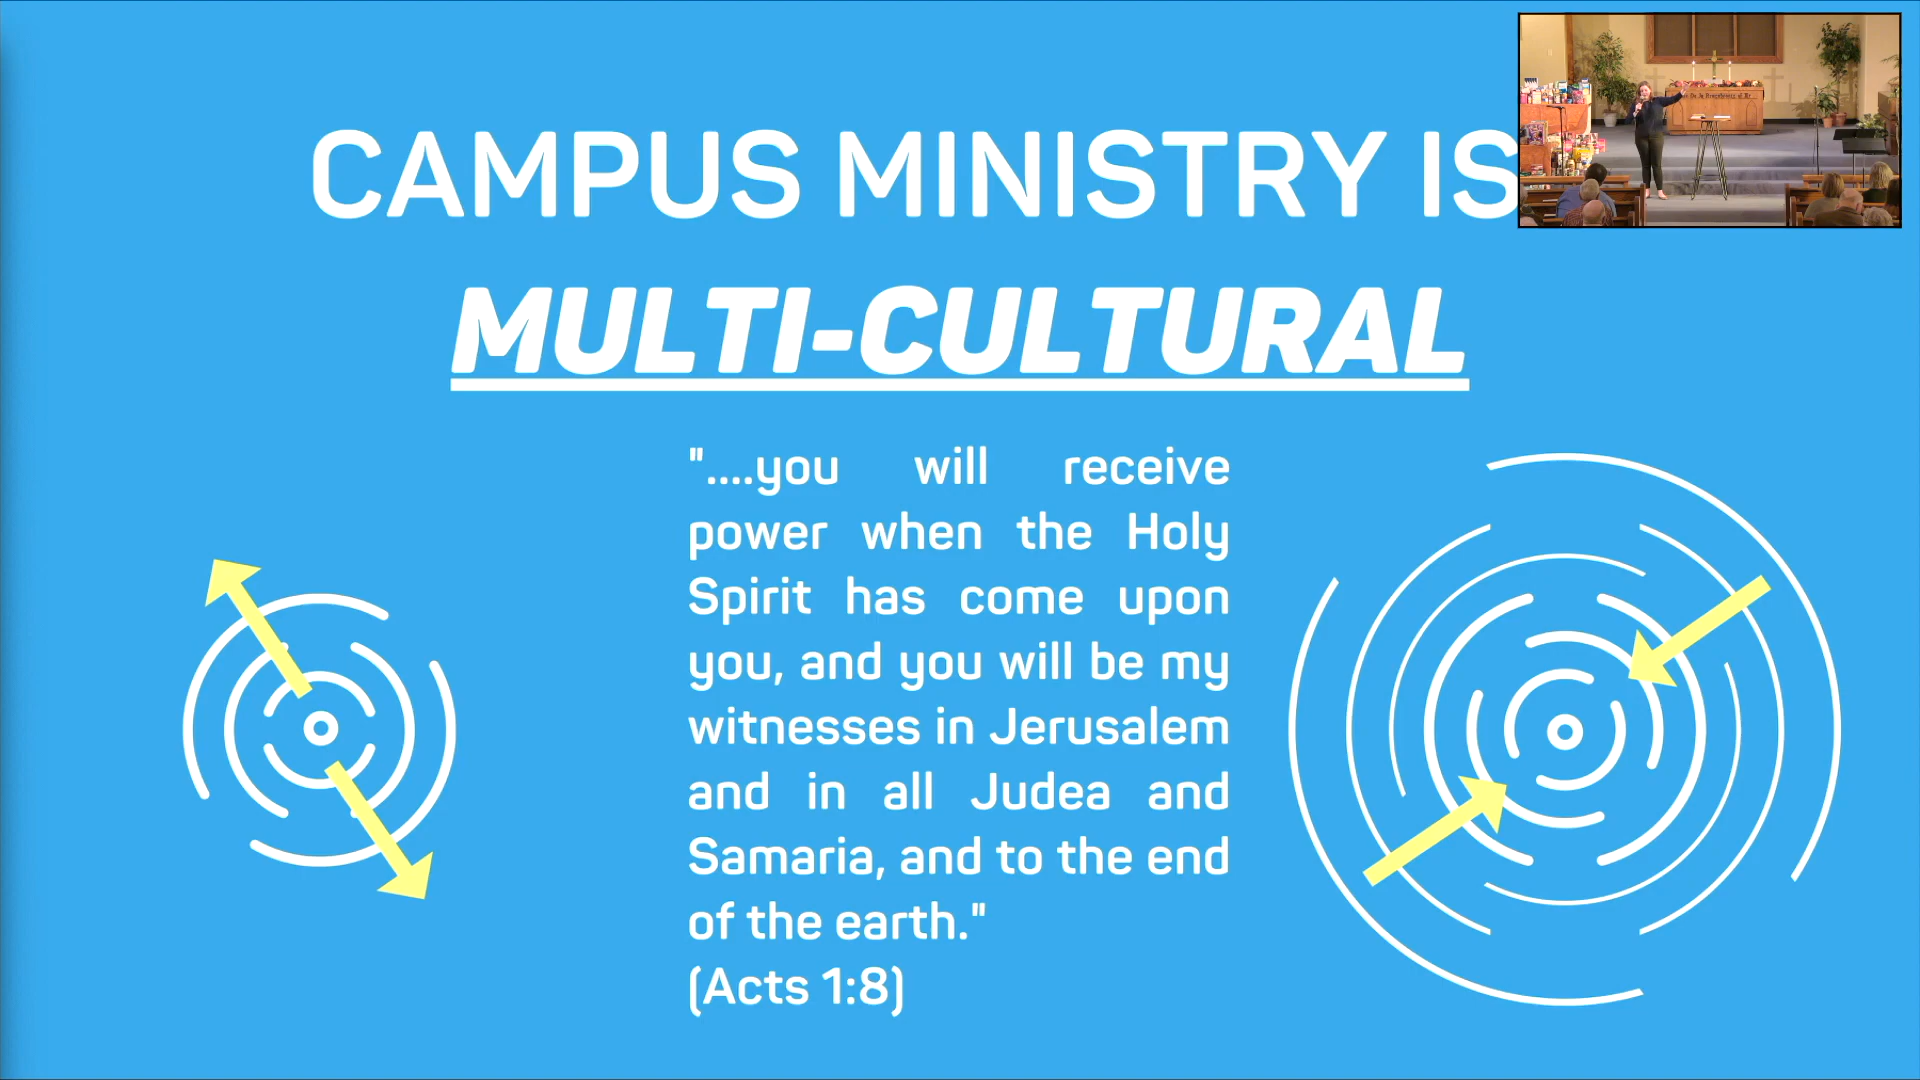 CAMPUS MINISTRY IS
MULTI-CULTURAL
"....you will receive
power when the Holy
Spirit has come upon
you, and you will be my
witnesses in Jerusalem
and in all Judea and
Samaria, and to the end
of the earth."
(Acts 1:8)